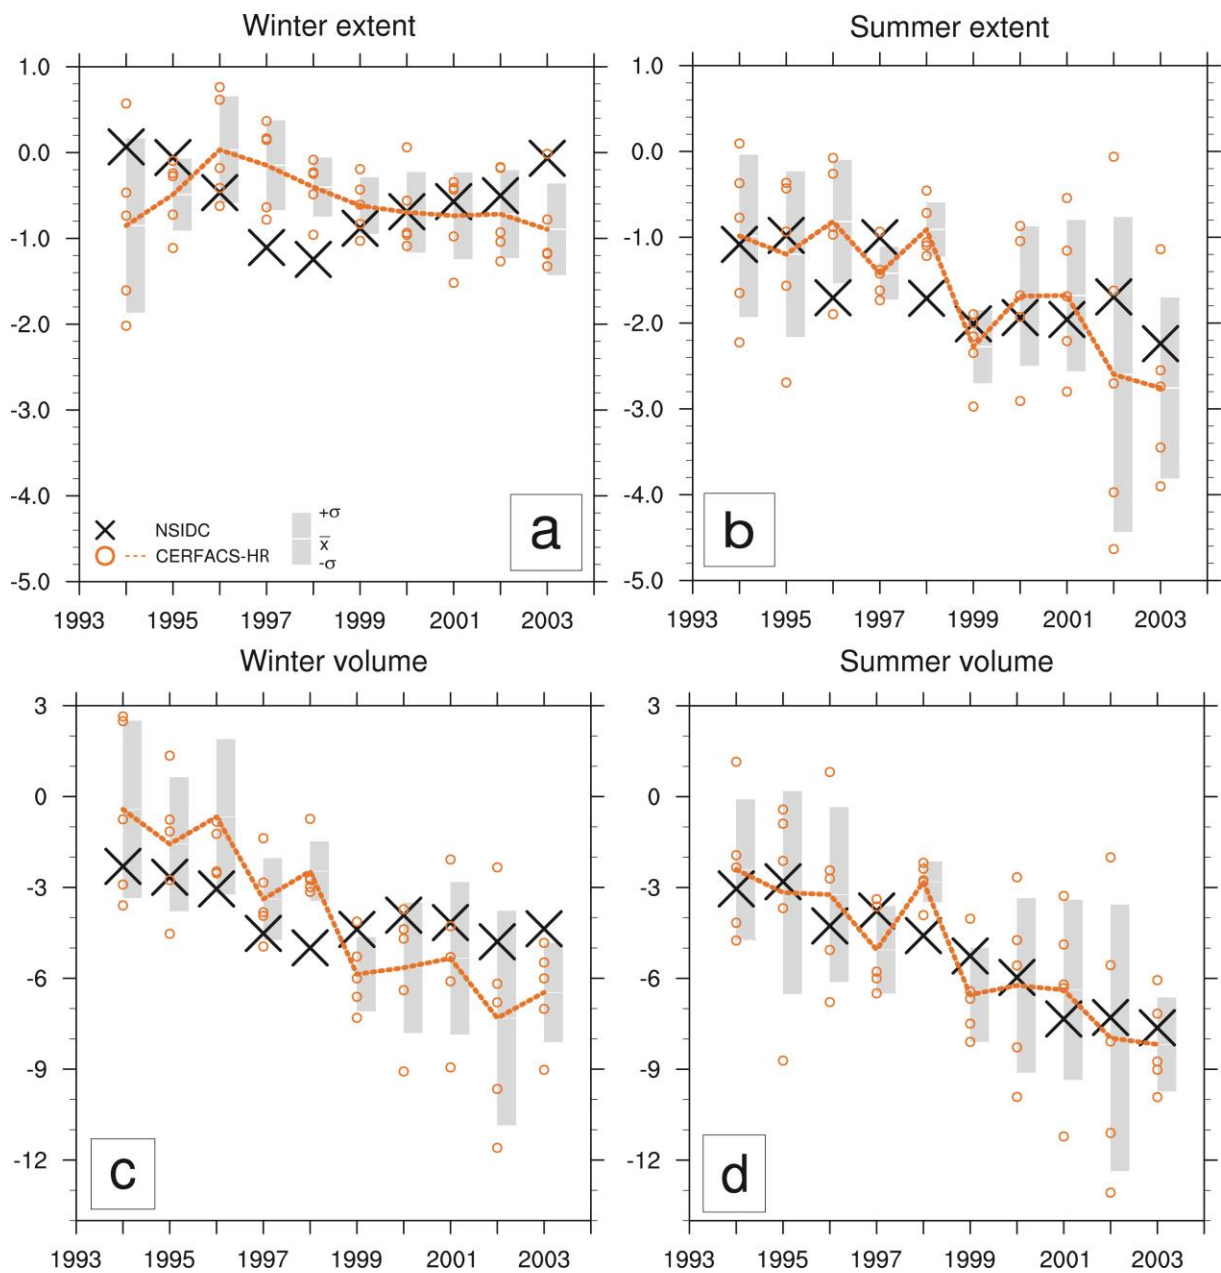 Winter extent
1.0
0.0
-1.0
-2.0
-3.0
-4.0
-5.0
NSIDC
CERFACS-HR
+σ
x̅
-σ
a
1993 1995 1997 1999 2001 2003
Summer extent
1.0
0.0
-1.0
-2.0
-3.0
-4.0
-5.0
b
1993 1995 1997 1999 2001 2003
Winter volume
3
0
-3
-6
-9
-12
c
1993 1995 1997 1999 2001 2003
Summer volume
3
0
-3
-6
-9
-12
d
1993 1995 1997 1999 2001 2003